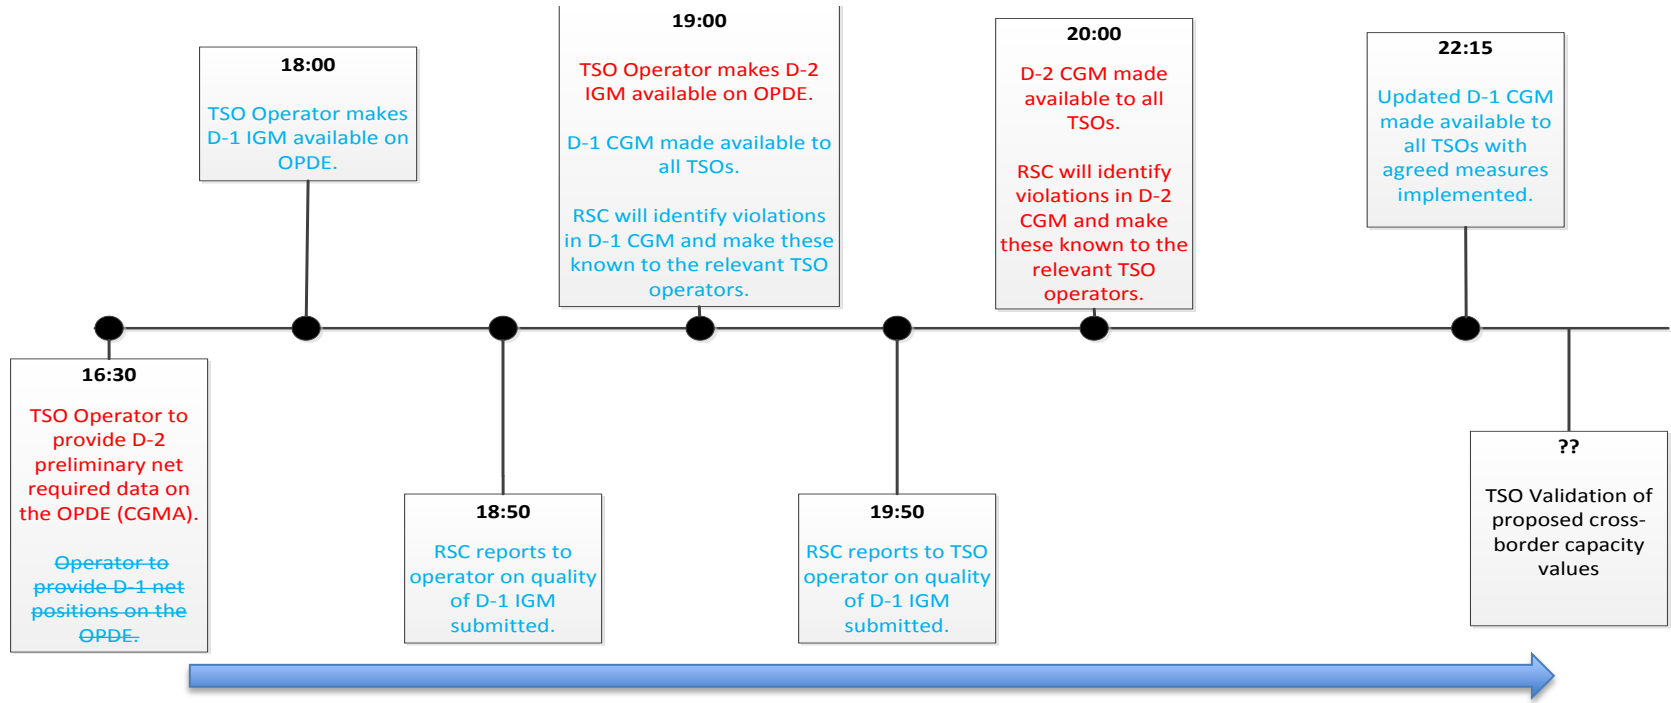 18:00
TSO Operator makes
D-1 IGM available on
OPDE.
19:00
TSO Operator makes D-2
IGM available on OPDE.
D-1 CGM made available to
all TSOs.
RSC will identify violations
in D-1 CGM and make these
known to the relevant TSO
operators.
20:00
D-2 CGM made
available to all
TSOs.
RSC will identify
violations in D-2
CGM and make
these known to the
relevant TSO
operators.
22:15
Updated D-1 CGM
made available to
all TSOs with
agreed measures
implemented.
16:30
TSO Operator to
provide D-2
preliminary net
required data on
the OPDE (CGMA).
Operator to
provide D-1 net
positions on the
OPDE.
18:50
RSC reports to
operator on quality
of D-1 IGM
submitted.
19:50
RSC reports to TSO
operator on quality
of D-1 IGM
submitted.
??
TSO Validation of
proposed cross-
border capacity
values